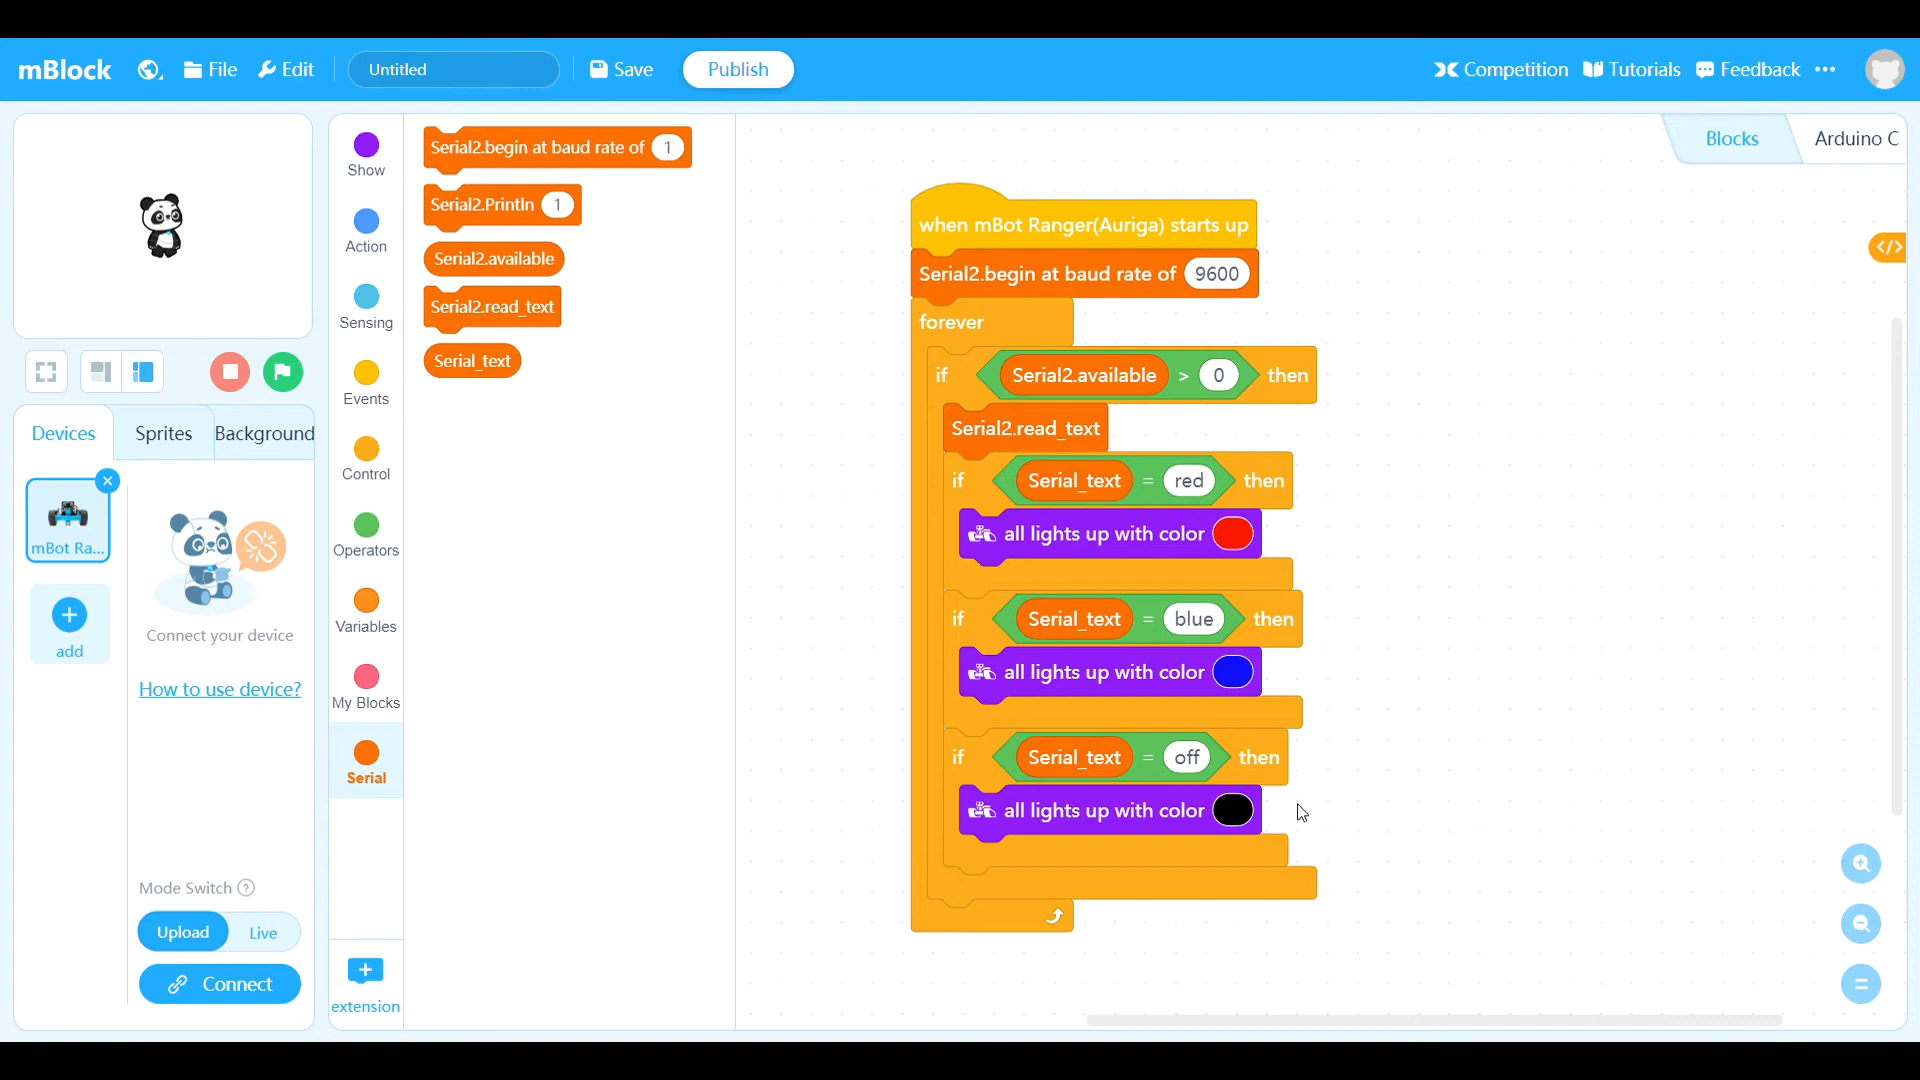 mBlock File Edit Untitled Save Publish Competition Tutorials Feedback •••
Blocks Arduino C
</>
Show
Action
Sensing
Events
Control
Operators
Variables
My Blocks
Serial
extension
Serial2.begin at baud rate of 1
Serial2.Println 1
Serial2.available
Serial2.read_text
Serial_text
Devices Sprites Background
mBot Ra...
add
Connect your device
How to use device?
Mode Switch ?
Upload Live
Connect
when mBot Ranger(Auriga) starts up
Serial2.begin at baud rate of 9600
forever
if Serial2.available > 0 then
Serial2.read_text
if Serial_text = red then
all lights up with color
if Serial_text = blue then
all lights up with color
if Serial_text = off then
all lights up with color